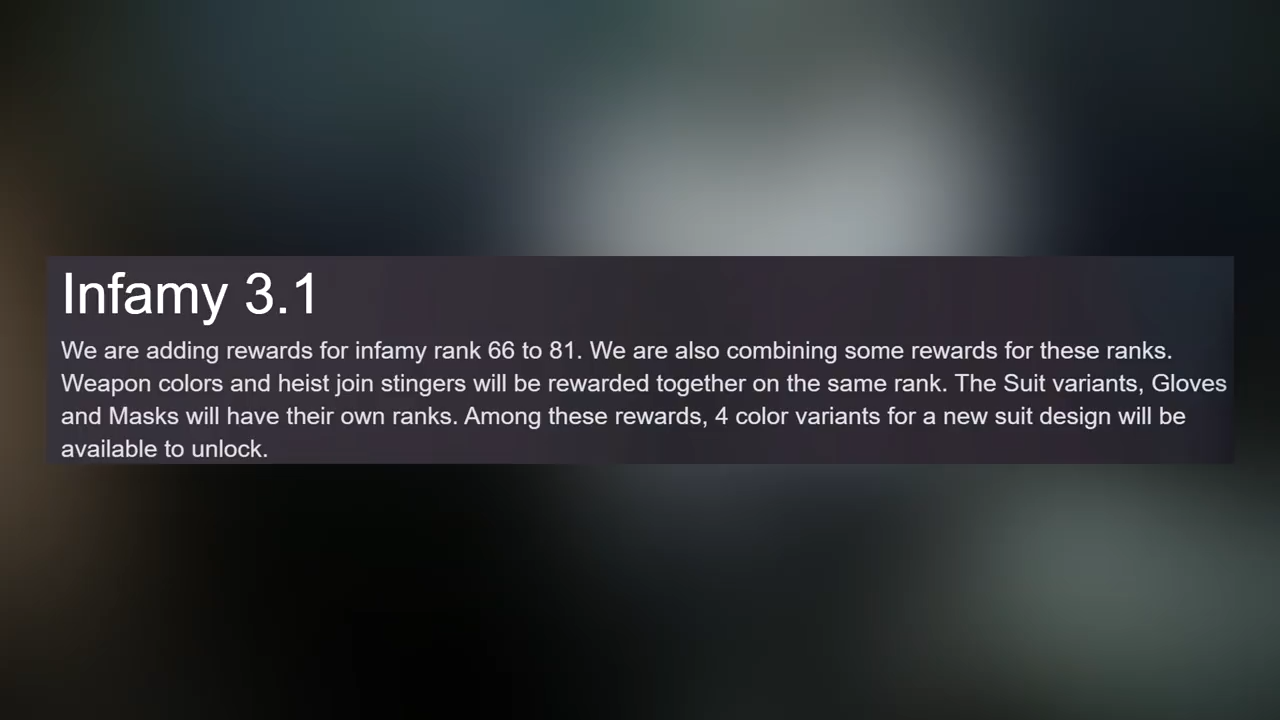 Infamy 3.1
We are adding rewards for infamy rank 66 to 81. We are also combining some rewards for these ranks.
Weapon colors and heist join stingers will be rewarded together on the same rank. The Suit variants, Gloves
and Masks will have their own ranks. Among these rewards, 4 color variants for a new suit design will be
available to unlock.